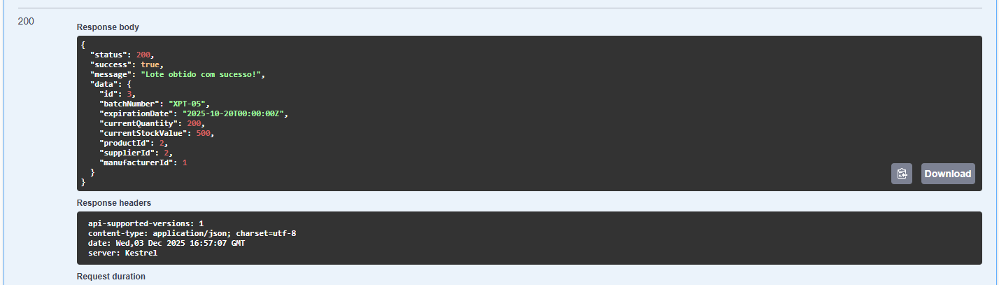 200
Response body
{
  "status": 200,
  "success": true,
  "message": "Lote obtido com sucesso!",
  "data": {
    "id": 3,
    "batchNumber": "XPT-05",
    "expirationDate": "2025-10-20T00:00:00Z",
    "currentQuantity": 200,
    "currentStockValue": 500,
    "productId": 2,
    "supplierId": 2,
    "manufacturerId": 1
  }
}
Download
Response headers
api-supported-versions: 1
content-type: application/json; charset=utf-8
date: Wed,03 Dec 2025 16:57:07 GMT
server: Kestrel
Request duration